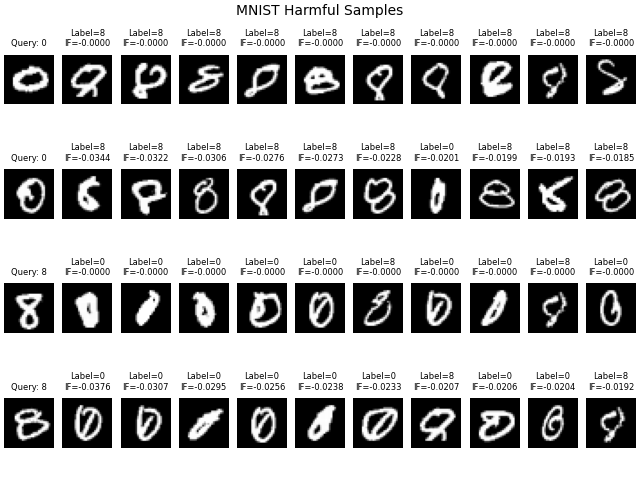 MNIST Harmful Samples
Label=8 Label=8 Label=8 Label=8 Label=8 Label=8 Label=8 Label=8 Label=8 Label=8
Query: 0 IF=-0.0000 IF=-0.0000 IF=-0.0000 IF=-0.0000 IF=-0.0000 IF=-0.0000 IF=-0.0000 IF=-0.0000 IF=-0.0000 IF=-0.0000
Label=8 Label=8 Label=8 Label=8 Label=8 Label=8 Label=0 Label=8 Label=8 Label=8
Query: 0 IF=-0.0344 IF=-0.0322 IF=-0.0306 IF=-0.0276 IF=-0.0273 IF=-0.0228 IF=-0.0201 IF=-0.0199 IF=-0.0193 IF=-0.0185
Label=0 Label=0 Label=0 Label=0 Label=0 Label=8 Label=0 Label=0 Label=8 Label=0
Query: 8 IF=-0.0000 IF=-0.0000 IF=-0.0000 IF=-0.0000 IF=-0.0000 IF=-0.0000 IF=-0.0000 IF=-0.0000 IF=-0.0000 IF=-0.0000
Label=0 Label=0 Label=0 Label=0 Label=0 Label=0 Label=8 Label=0 Label=0 Label=8
Query: 8 IF=-0.0376 IF=-0.0307 IF=-0.0295 IF=-0.0256 IF=-0.0238 IF=-0.0233 IF=-0.0207 IF=-0.0206 IF=-0.0204 IF=-0.0192